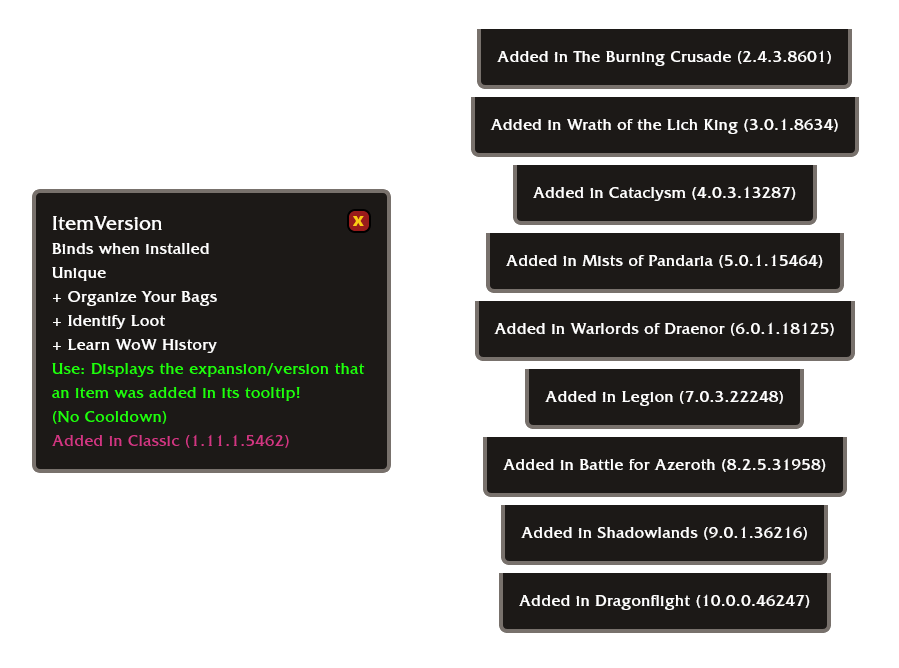 ItemVersion
X
Binds when installed
Unique
+ Organize Your Bags
+ Identify Loot
+ Learn WoW History
Use: Displays the expansion/version that
an item was added in its tooltip!
(No Cooldown)
Added in Classic (1.11.1.5462)
Added in The Burning Crusade (2.4.3.8601)
Added in Wrath of the Lich King (3.0.1.8634)
Added in Cataclysm (4.0.3.13287)
Added in Mists of Pandaria (5.0.1.15464)
Added in Warlords of Draenor (6.0.1.18125)
Added in Legion (7.0.3.22248)
Added in Battle for Azeroth (8.2.5.31958)
Added in Shadowlands (9.0.1.36216)
Added in Dragonflight (10.0.0.46247)